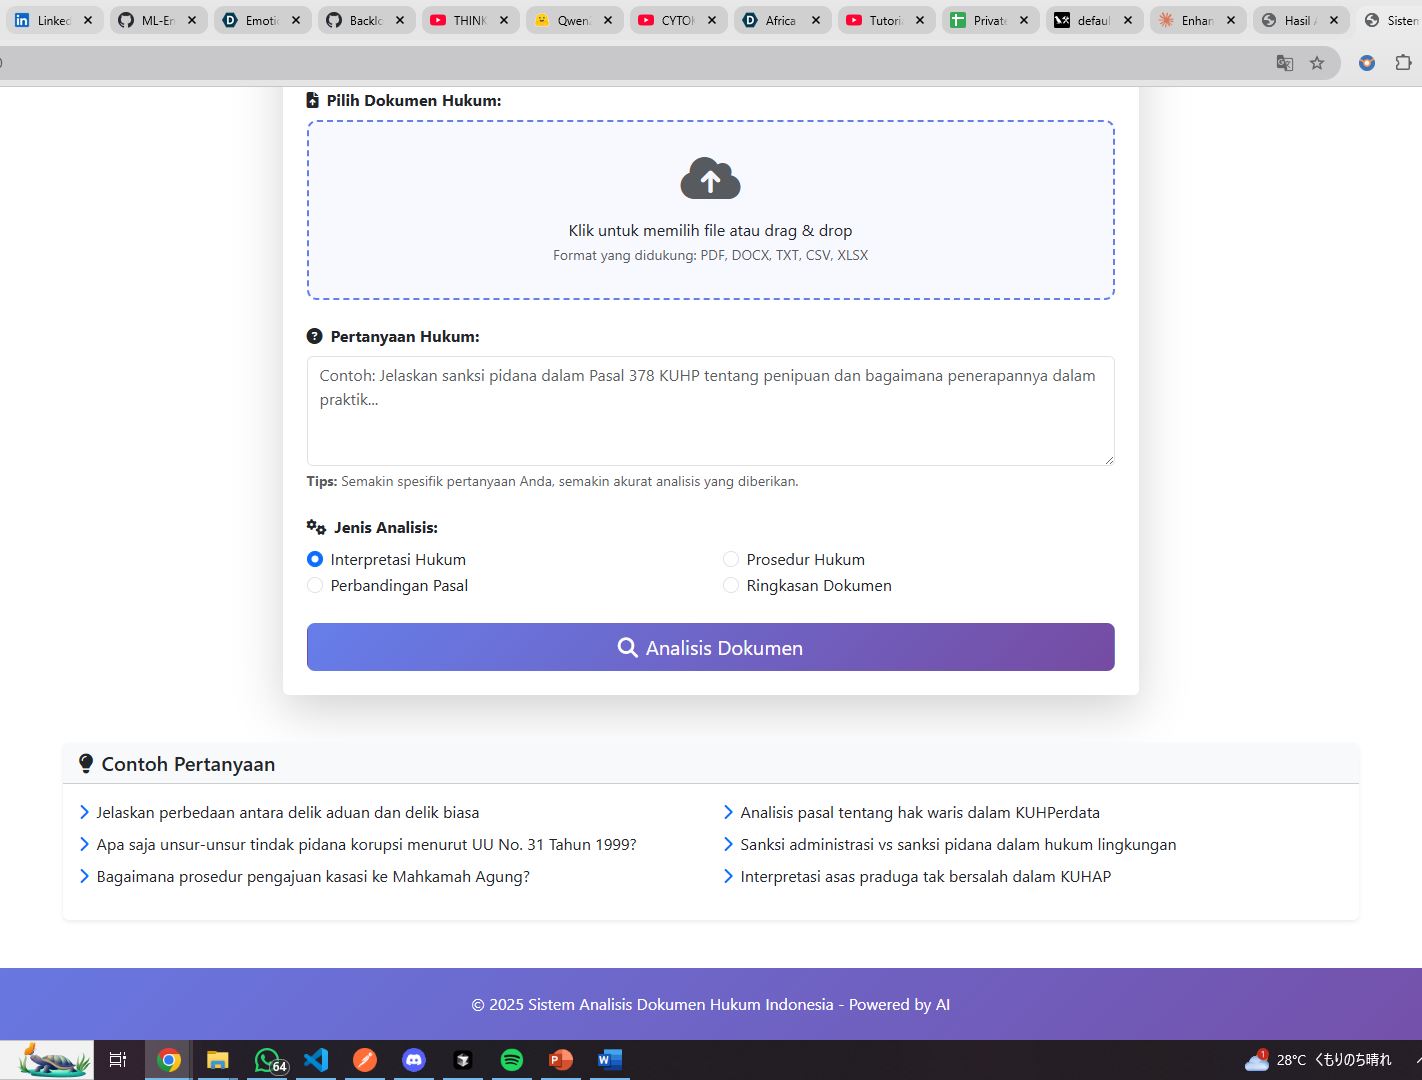 Linked
ML-En
Emotic
Backlo
THINK
Qwen
CYTOK
Africa
Tutoria
Private
defaul
Enhan
Hasil
Sistem
Pilih Dokumen Hukum:
Klik untuk memilih file atau drag & drop
Format yang didukung: PDF, DOCX, TXT, CSV, XLSX
Pertanyaan Hukum:
Contoh: Jelaskan sanksi pidana dalam Pasal 378 KUHP tentang penipuan dan bagaimana penerapannya dalam
praktik...
Tips: Semakin spesifik pertanyaan Anda, semakin akurat analisis yang diberikan.
Jenis Analisis:
Interpretasi Hukum
Prosedur Hukum
Perbandingan Pasal
Ringkasan Dokumen
Analisis Dokumen
Contoh Pertanyaan
Jelaskan perbedaan antara delik aduan dan delik biasa
Apa saja unsur-unsur tindak pidana korupsi menurut UU No. 31 Tahun 1999?
Bagaimana prosedur pengajuan kasasi ke Mahkamah Agung?
Analisis pasal tentang hak waris dalam KUHPerdata
Sanksi administrasi vs sanksi pidana dalam hukum lingkungan
Interpretasi asas praduga tak bersalah dalam KUHAP
© 2025 Sistem Analisis Dokumen Hukum Indonesia - Powered by AI
64
1
28°C くもりのち晴れ